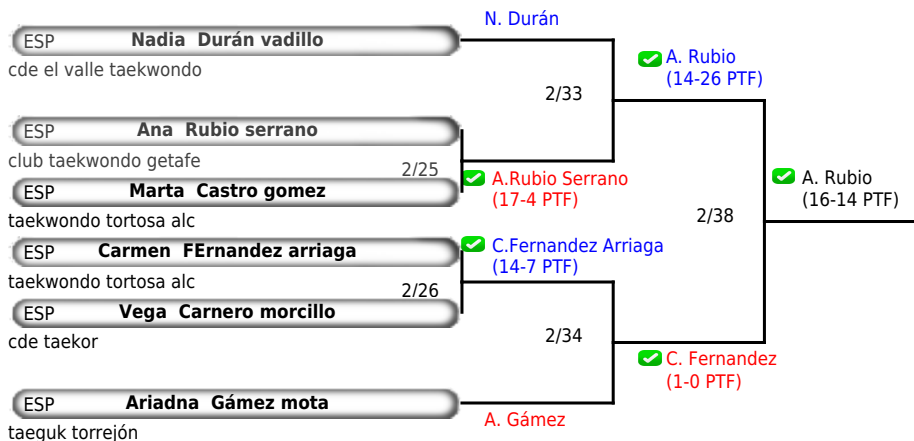 N. Durán
ESP Nadia Durán vadillo
cde el valle taekwondo
A. Rubio
(14-26 PTF)
2/33
ESP Ana Rubio serrano
club taekwondo getafe
2/25
ESP Marta Castro gomez
A.Rubio Serrano
(17-4 PTF)
A. Rubio
(16-14 PTF)
taekwondo tortosa alc
2/38
ESP Carmen FErnandez arriaga
C.Fernandez Arriaga
(14-7 PTF)
taekwondo tortosa alc
2/26
ESP Vega Carnero morcillo
cde taekor
2/34
C. Fernandez
(1-0 PTF)
ESP Ariadna Gámez mota
A. Gámez
taeguk torrejón